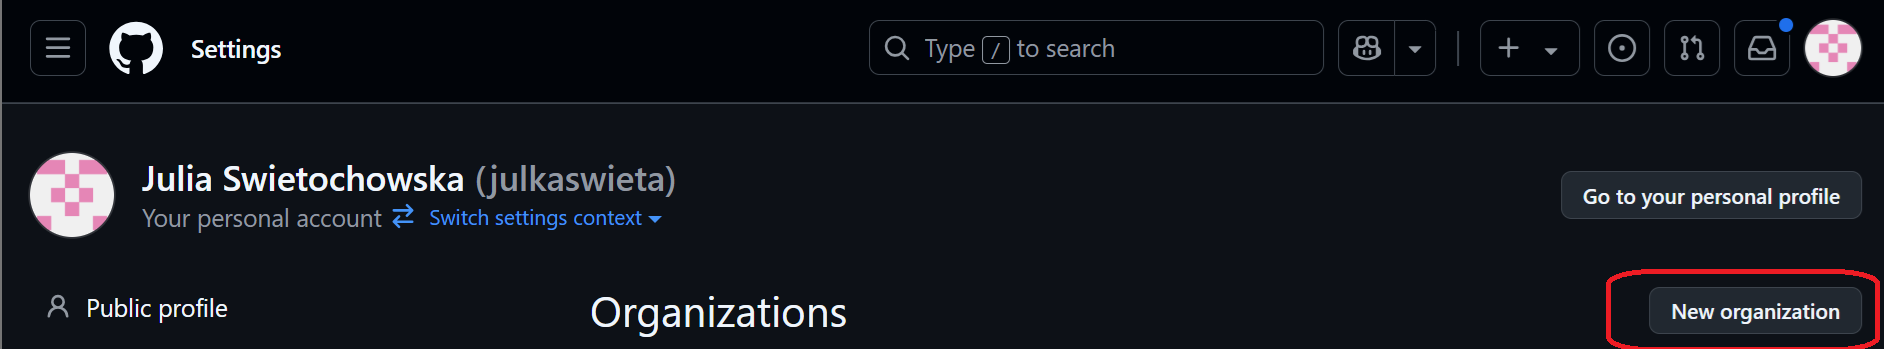 Settings
Type / to search
Julia Swietochowska (julkaswieta)
Your personal account Switch settings context
Go to your personal profile
Public profile
Organizations
New organization